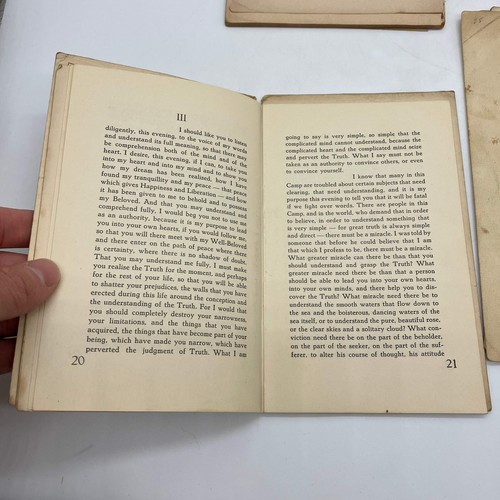 III
I should like you to listen
diligently, this evening, to the voice of my words
and understand its full meaning, so that there may
be comprehension both of the mind and of the
heart. I desire, this evening, if I can, to take you
into my heart and into my mind and to show you
how my dream has been realised, how I have
found my tranquillity and my peace — that peace
which gives Happiness and Liberation — and how
it has been given to me to behold and to possess
my Beloved. And that you may understand and
comprehend fully, I would beg you not to use me
as an authority, because it is my purpose to lead
you into your own hearts, if you would follow me,
so that you will there meet with my Well-Beloved
and there enter on the path of peace where there
is certainty, where there is no shadow of doubt.
That you may understand me fully, I must make
you realise the Truth for the moment, and perhaps
for the rest of your life, so that you will be able
to shatter your prejudices, the walls that you have
erected during this life around the conception and
the understanding of the Truth. For I would that
you should completely destroy your narrowness,
your limitations, and the things that you have
acquired, the things that have become part of your
being, which have made you narrow, which have
perverted the judgment of Truth. What I am
20
going to say is very simple, so simple that the
complicated mind cannot understand, because the
complicated heart and the complicated mind seize
and pervert the Truth. What I say must not be
taken as an authority to convince others, or even
to convince yourself.
I know that many in this
Camp are troubled about certain subjects that need
clearing, that need understanding, and it is my
purpose this evening to tell you that it will be fatal
if we fight over words. There are people in this
Camp, and in the world, who demand that in order
to believe, in order to understand something that
is very simple — for great truth is always simple
and direct — there must be a miracle. I was told by
someone that before he could believe that I am
that which I profess to be, there must be a miracle.
What greater miracle can there be than that you
should understand and grasp the Truth! What
greater miracle need there be than that a person
should be able to lead you into your own hearts,
into your own minds, and there help you to dis-
cover the Truth! What miracle need there be to
understand the smooth waters that flow down to
the sea and the boisterous, dancing waters of the
sea itself, or to understand the pure, beautiful rose,
or the clear skies and a solitary cloud? What con-
viction need there be on the part of the beholder,
on the part of the seeker, on the part of the suf-
ferer, to alter his course of thought, his attitude
21